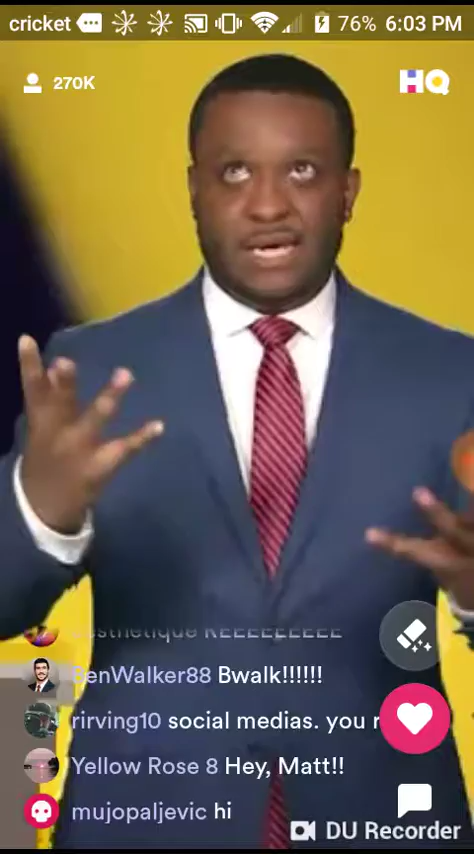 cricket 76% 6:03 PM
270K HQ
BenWalker88 Bwalk!!!!!!
rirving10 social medias. you r
Yellow Rose 8 Hey, Matt!!
mujopaljevic hi
DU Recorder